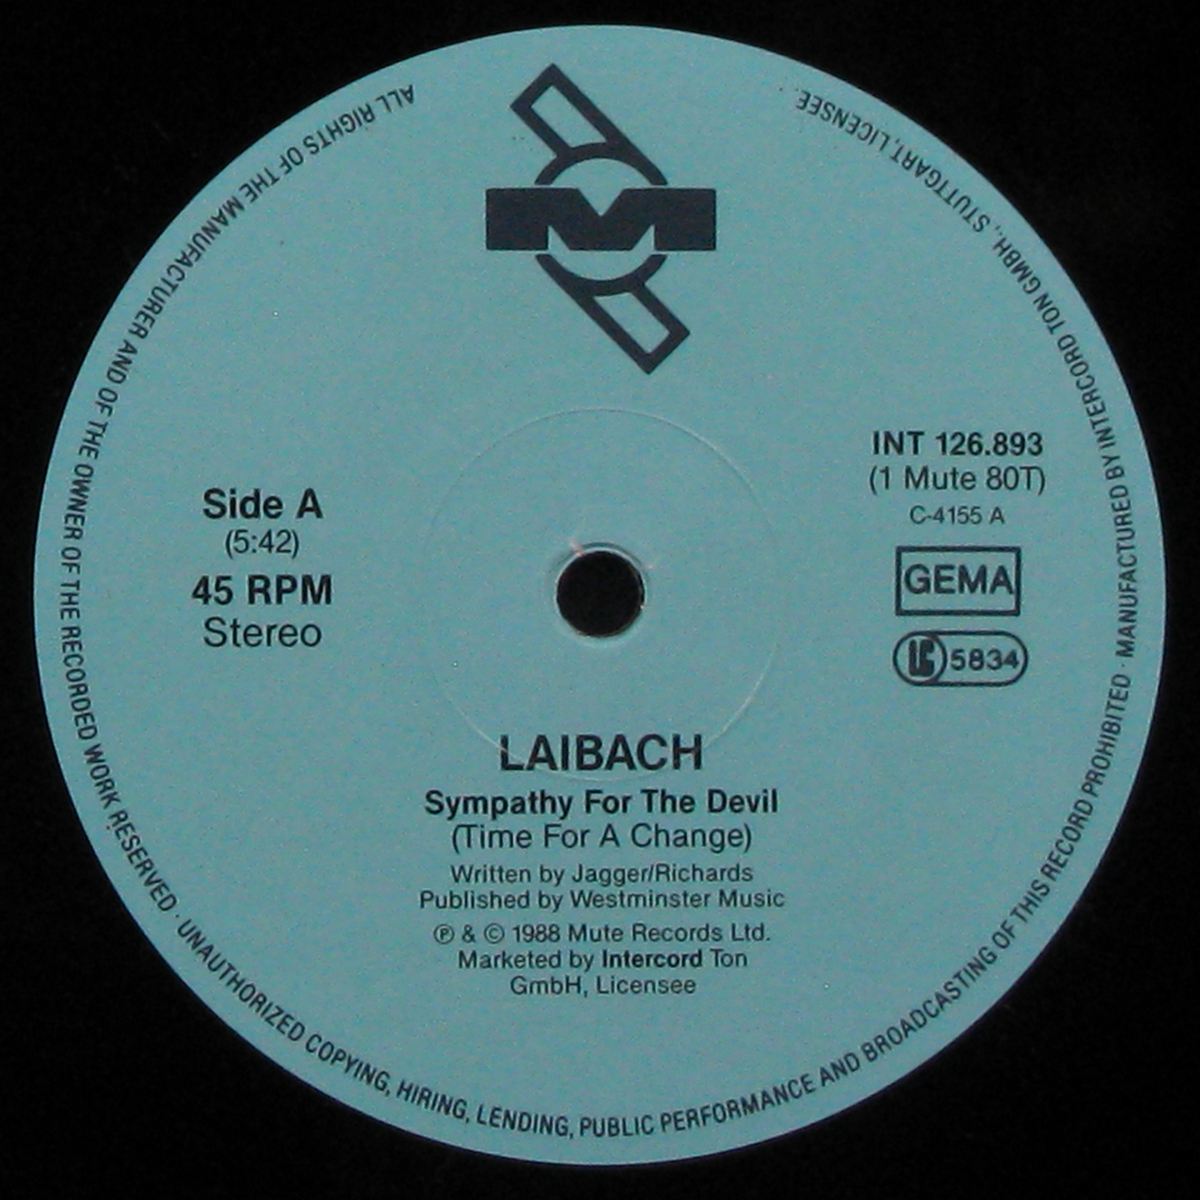 M
INT 126.893
(1 Mute 80T)
C-4155 A
GEMA
LC 5834
Side A
(5:42)
45 RPM
Stereo
LAIBACH
Sympathy For The Devil
(Time For A Change)
Written by Jagger/Richards
Published by Westminster Music
℗ & © 1988 Mute Records Ltd.
Marketed by Intercord Ton
GmbH, Licensee
ALL RIGHTS OF THE MANUFACTURER AND OF THE OWNER OF THE RECORDED WORK RESERVED · UNAUTHORIZED COPYING, HIRING, LENDING, PUBLIC PERFORMANCE AND BROADCASTING OF THIS RECORD PROHIBITED · MANUFACTURED BY INTERCORD TON GMBH., STUTTGART, LICENSEE